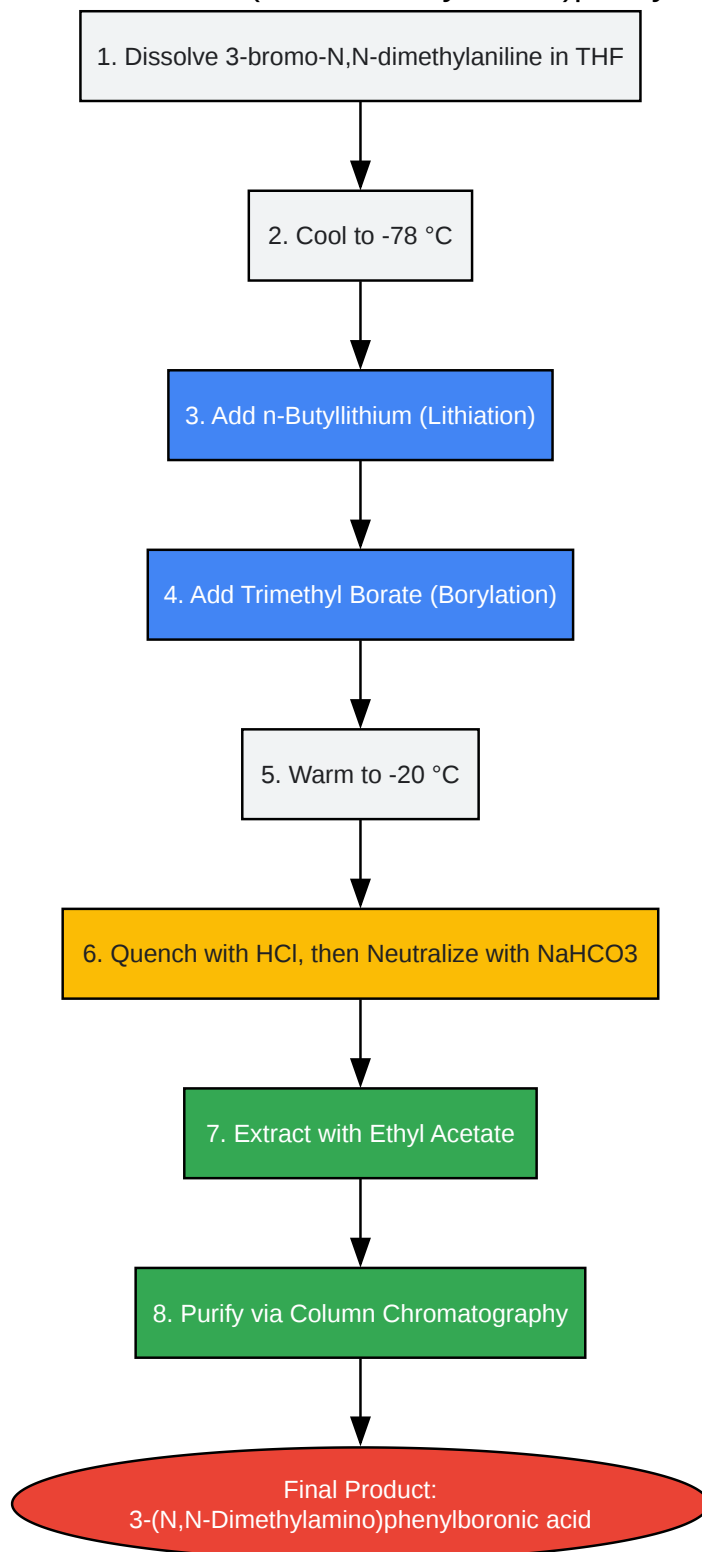 1. Dissolve 3-bromo-N,N-dimethylaniline in THF
2. Cool to -78 °C
3. Add n-Butyllithium (Lithiation)
4. Add Trimethyl Borate (Borylation)
5. Warm to -20 °C
6. Quench with HCl, then Neutralize with NaHCO3
7. Extract with Ethyl Acetate
8. Purify via Column Chromatography
Final Product:
3-(N,N-Dimethylamino)phenylboronic acid